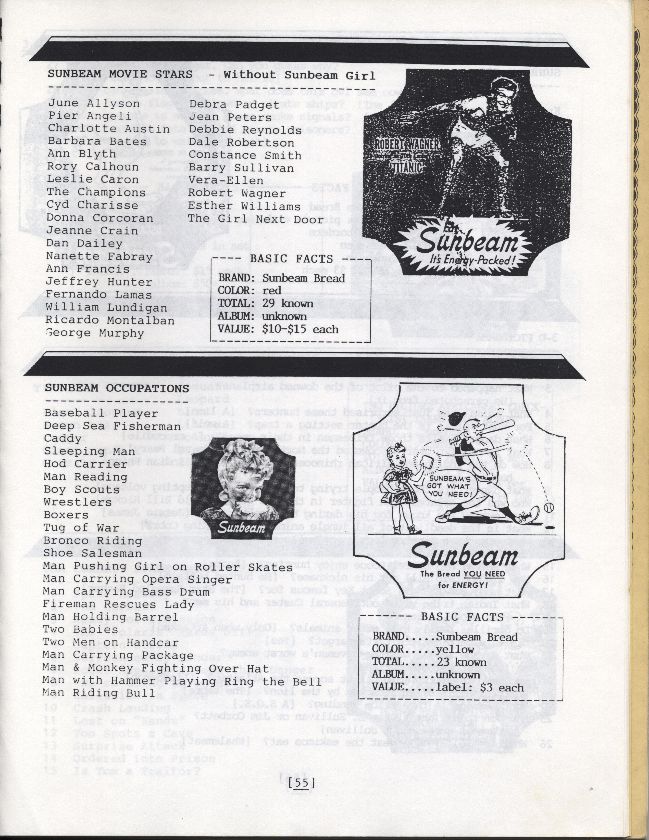 SUNBEAM MOVIE STARS - Without Sunbeam Girl
June Allyson
Pier Angeli
Charlotte Austin
Barbara Bates
Ann Blyth
Rory Calhoun
Leslie Caron
The Champions
Cyd Charisse
Donna Corcoran
Jeanne Crain
Dan Dailey
Nanette Fabray
Ann Francis
Jeffrey Hunter
Fernando Lamas
William Lundigan
Ricardo Montalban
George Murphy
Debra Padget
Jean Peters
Debbie Reynolds
Dale Robertson
Constance Smith
Barry Sullivan
Vera-Ellen
Robert Wagner
Esther Williams
The Girl Next Door
BASIC FACTS
BRAND: Sunbeam Bread
COLOR: red
TOTAL: 29 known
ALBUM: unknown
VALUE: $10-$15 each
ROBERT WAGNER
TITANIC
Eat
Sunbeam
It's Energy-Packed!
SUNBEAM OCCUPATIONS
Baseball Player
Deep Sea Fisherman
Caddy
Sleeping Man
Hod Carrier
Man Reading
Boy Scouts
Wrestlers
Boxers
Tug of War
Bronco Riding
Shoe Salesman
Man Pushing Girl on Roller Skates
Man Carrying Opera Singer
Man Carrying Bass Drum
Fireman Rescues Lady
Man Holding Barrel
Two Babies
Two Men on Handcar
Man Carrying Package
Man & Monkey Fighting Over Hat
Man with Hammer Playing Ring the Bell
Man Riding Bull
Sunbeam
SUNBEAM'S
GOT WHAT
YOU NEED!
Sunbeam
The Bread YOU NEED
for ENERGY!
BASIC FACTS
BRAND.....Sunbeam Bread
COLOR.....yellow
TOTAL.....23 known
ALBUM.....unknown
VALUE.....label: $3 each
[55]